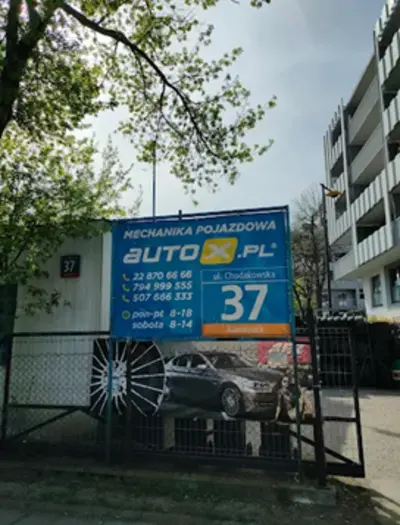 MECHANIKA POJAZDOWA
autoX.PL®
22 870 66 66
794 999 555
507 686 333
pon-pt 8-18
sobota 8-14
ul. Chodakowska
37
37